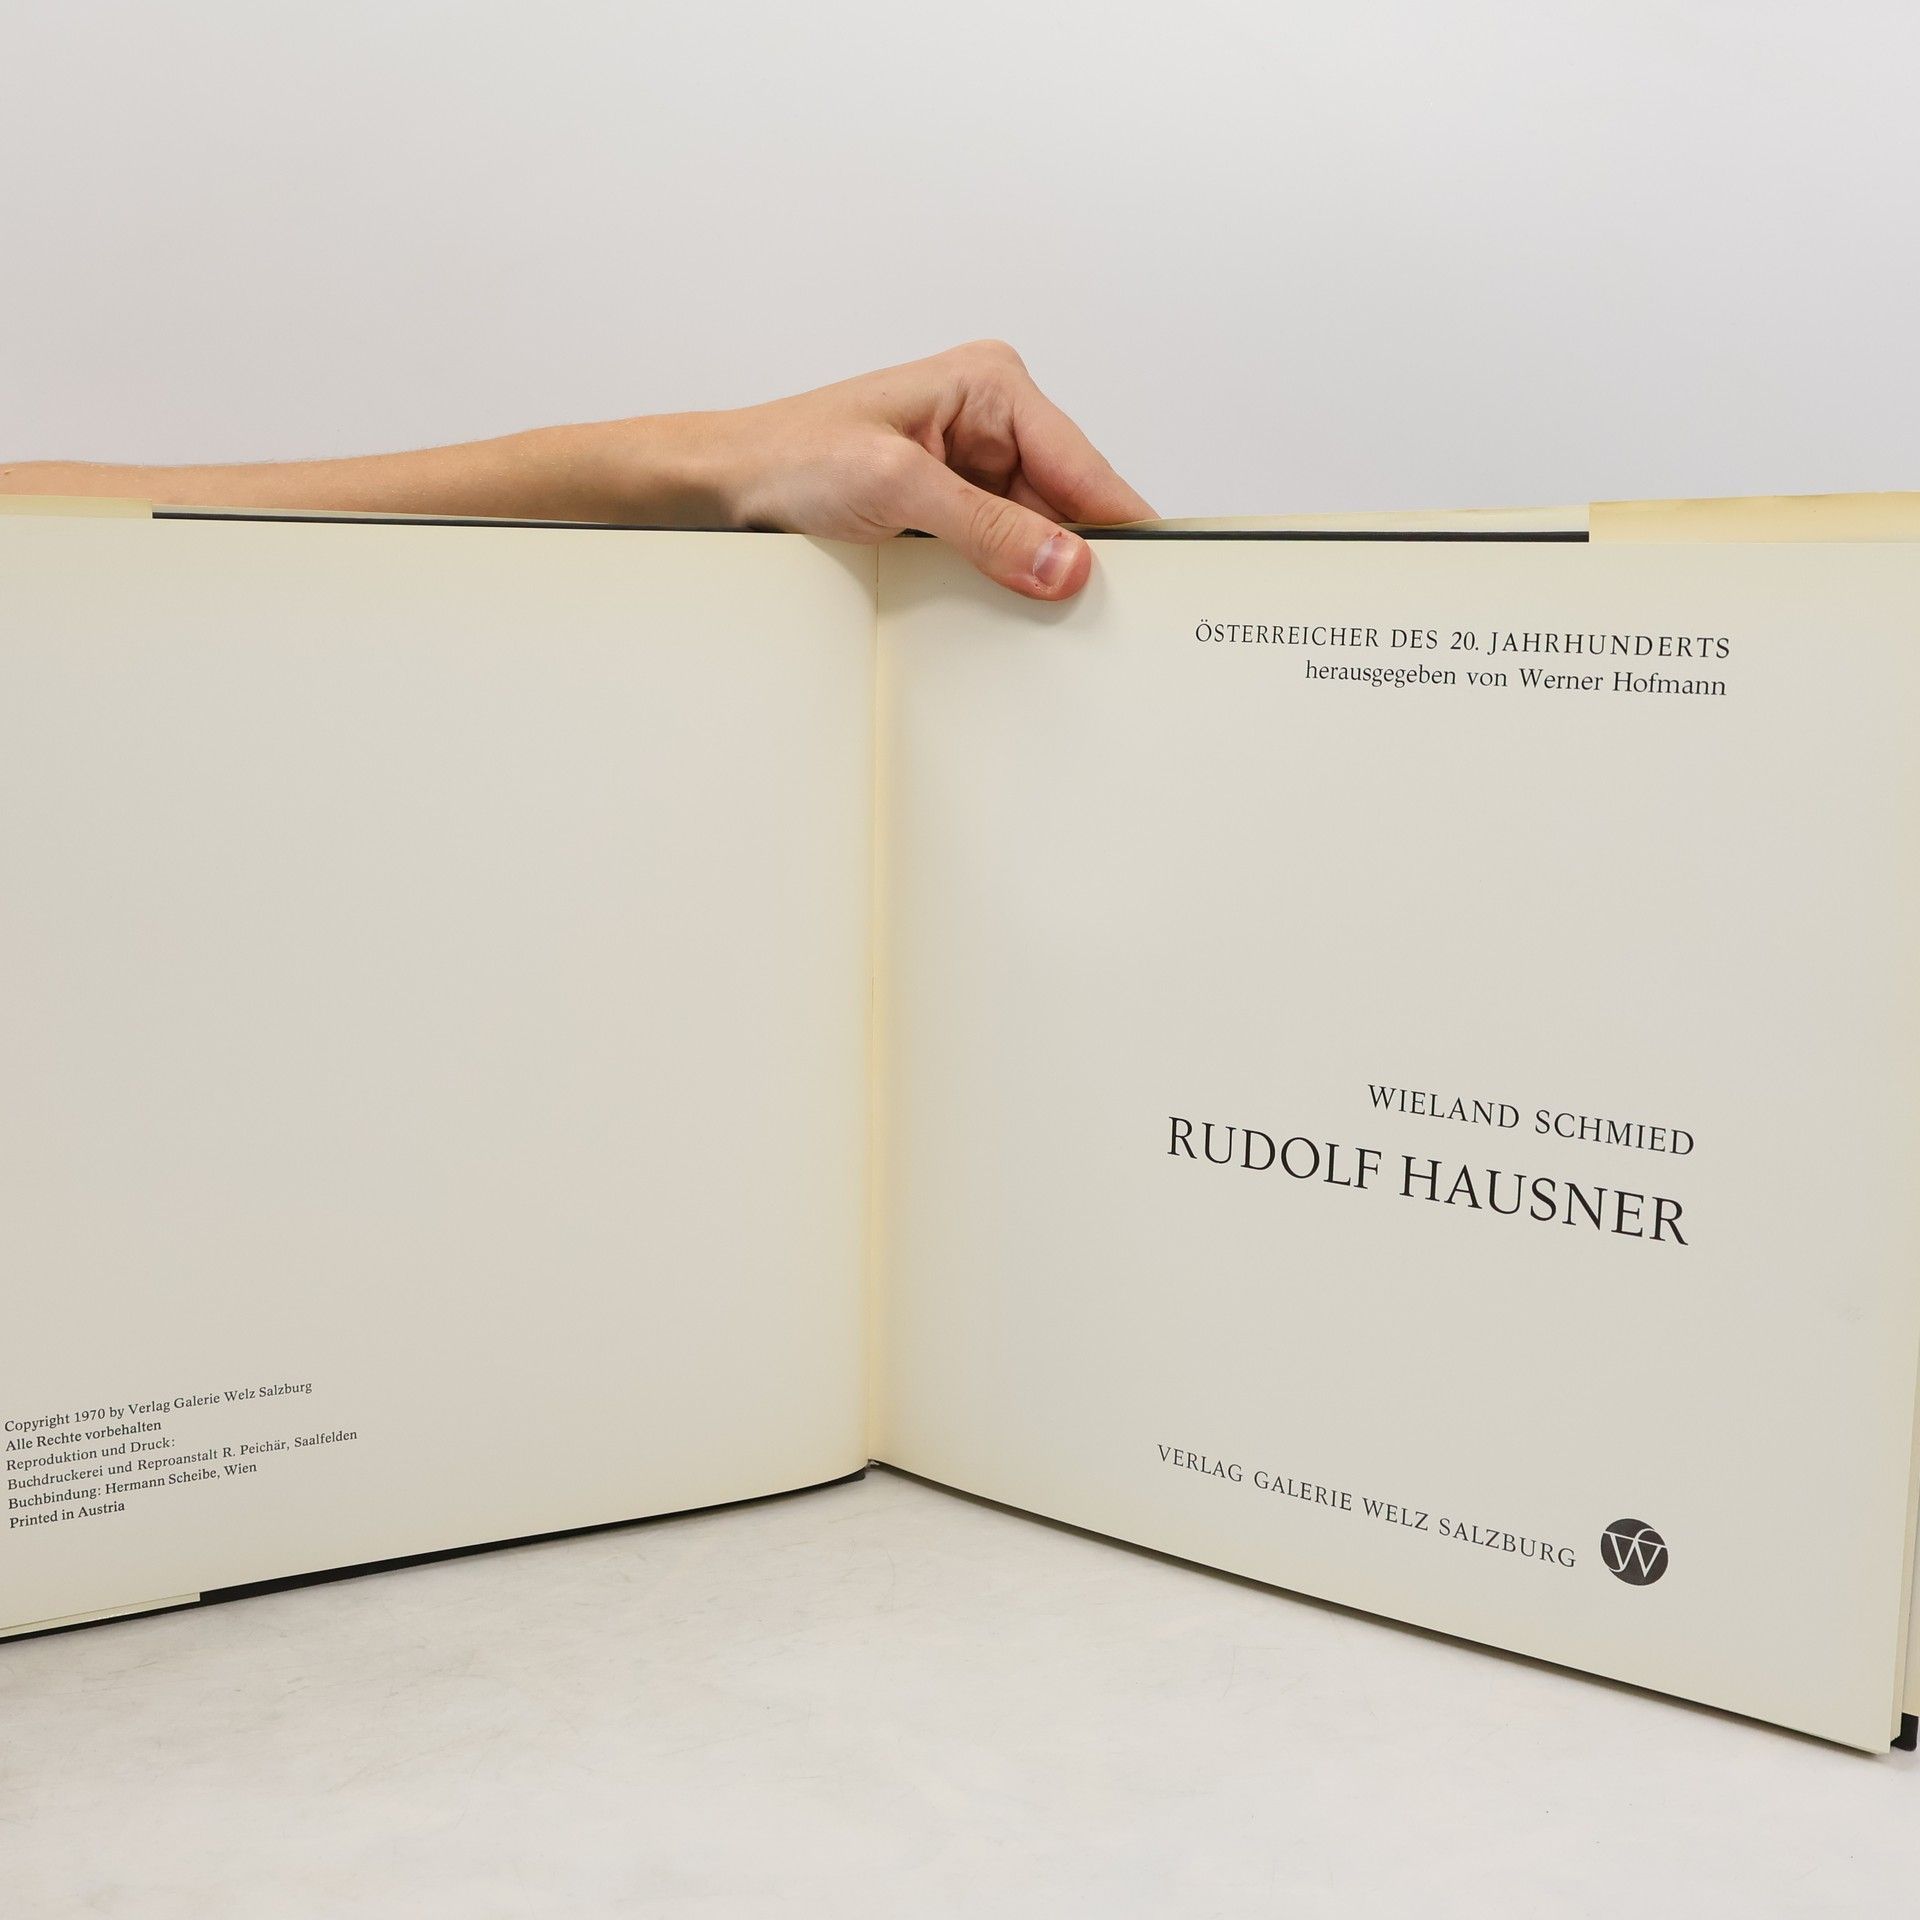 Copyright 1970 by Verlag Galerie Welz Salzburg
Alle Rechte vorbehalten
Reproduktion und Druck:
Buchdruckerei und Reproanstalt R. Peichär, Saalfelden
Buchbindung: Hermann Scheibe, Wien
Printed in Austria
ÖSTERREICHER DES 20. JAHRHUNDERTS
herausgegeben von Werner Hofmann
WIELAND SCHMIED
RUDOLF HAUSNER
VERLAG GALERIE WELZ SALZBURG